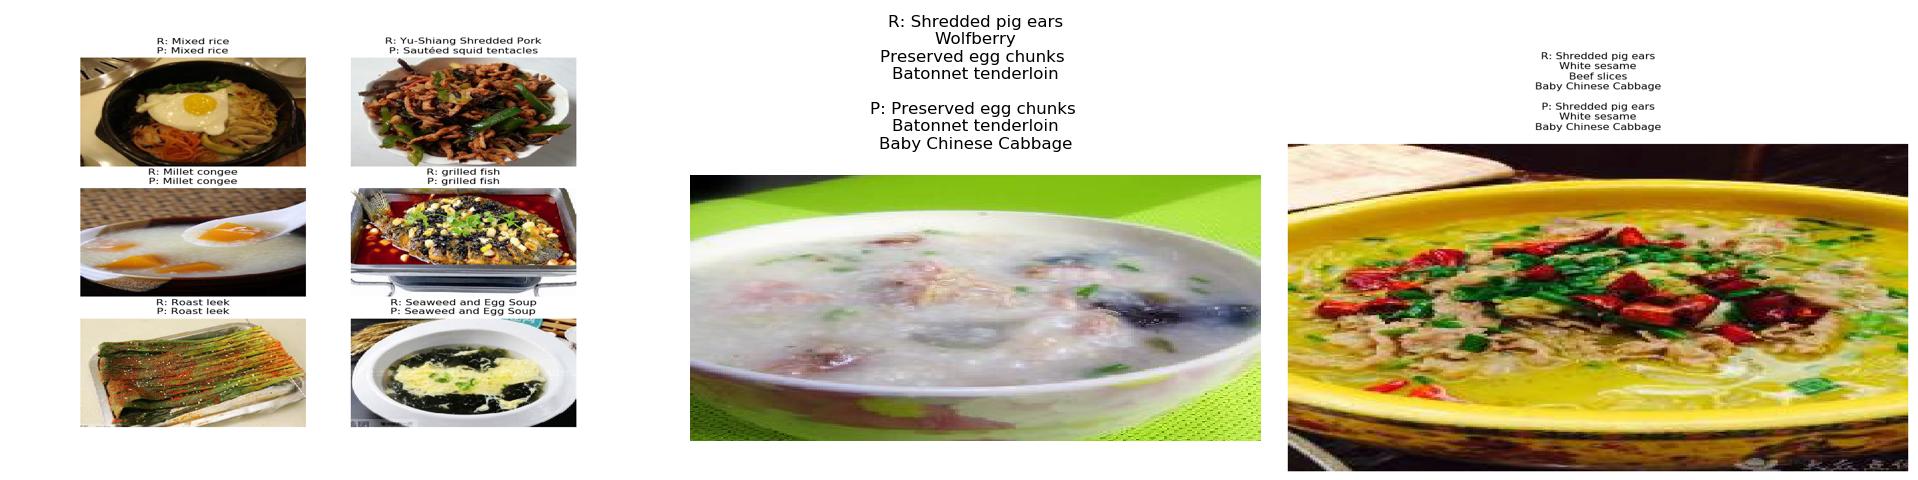 R: Mixed rice
P: Mixed rice
R: Yu-Shiang Shredded Pork
P: Sautéed squid tentacles
R: Millet congee
P: Millet congee
R: grilled fish
P: grilled fish
R: Roast leek
P: Roast leek
R: Seaweed and Egg Soup
P: Seaweed and Egg Soup
R: Shredded pig ears
Wolfberry
Preserved egg chunks
Batonnet tenderloin
P: Preserved egg chunks
Batonnet tenderloin
Baby Chinese Cabbage
R: Shredded pig ears
White sesame
Beef slices
Baby Chinese Cabbage
P: Shredded pig ears
White sesame
Baby Chinese Cabbage